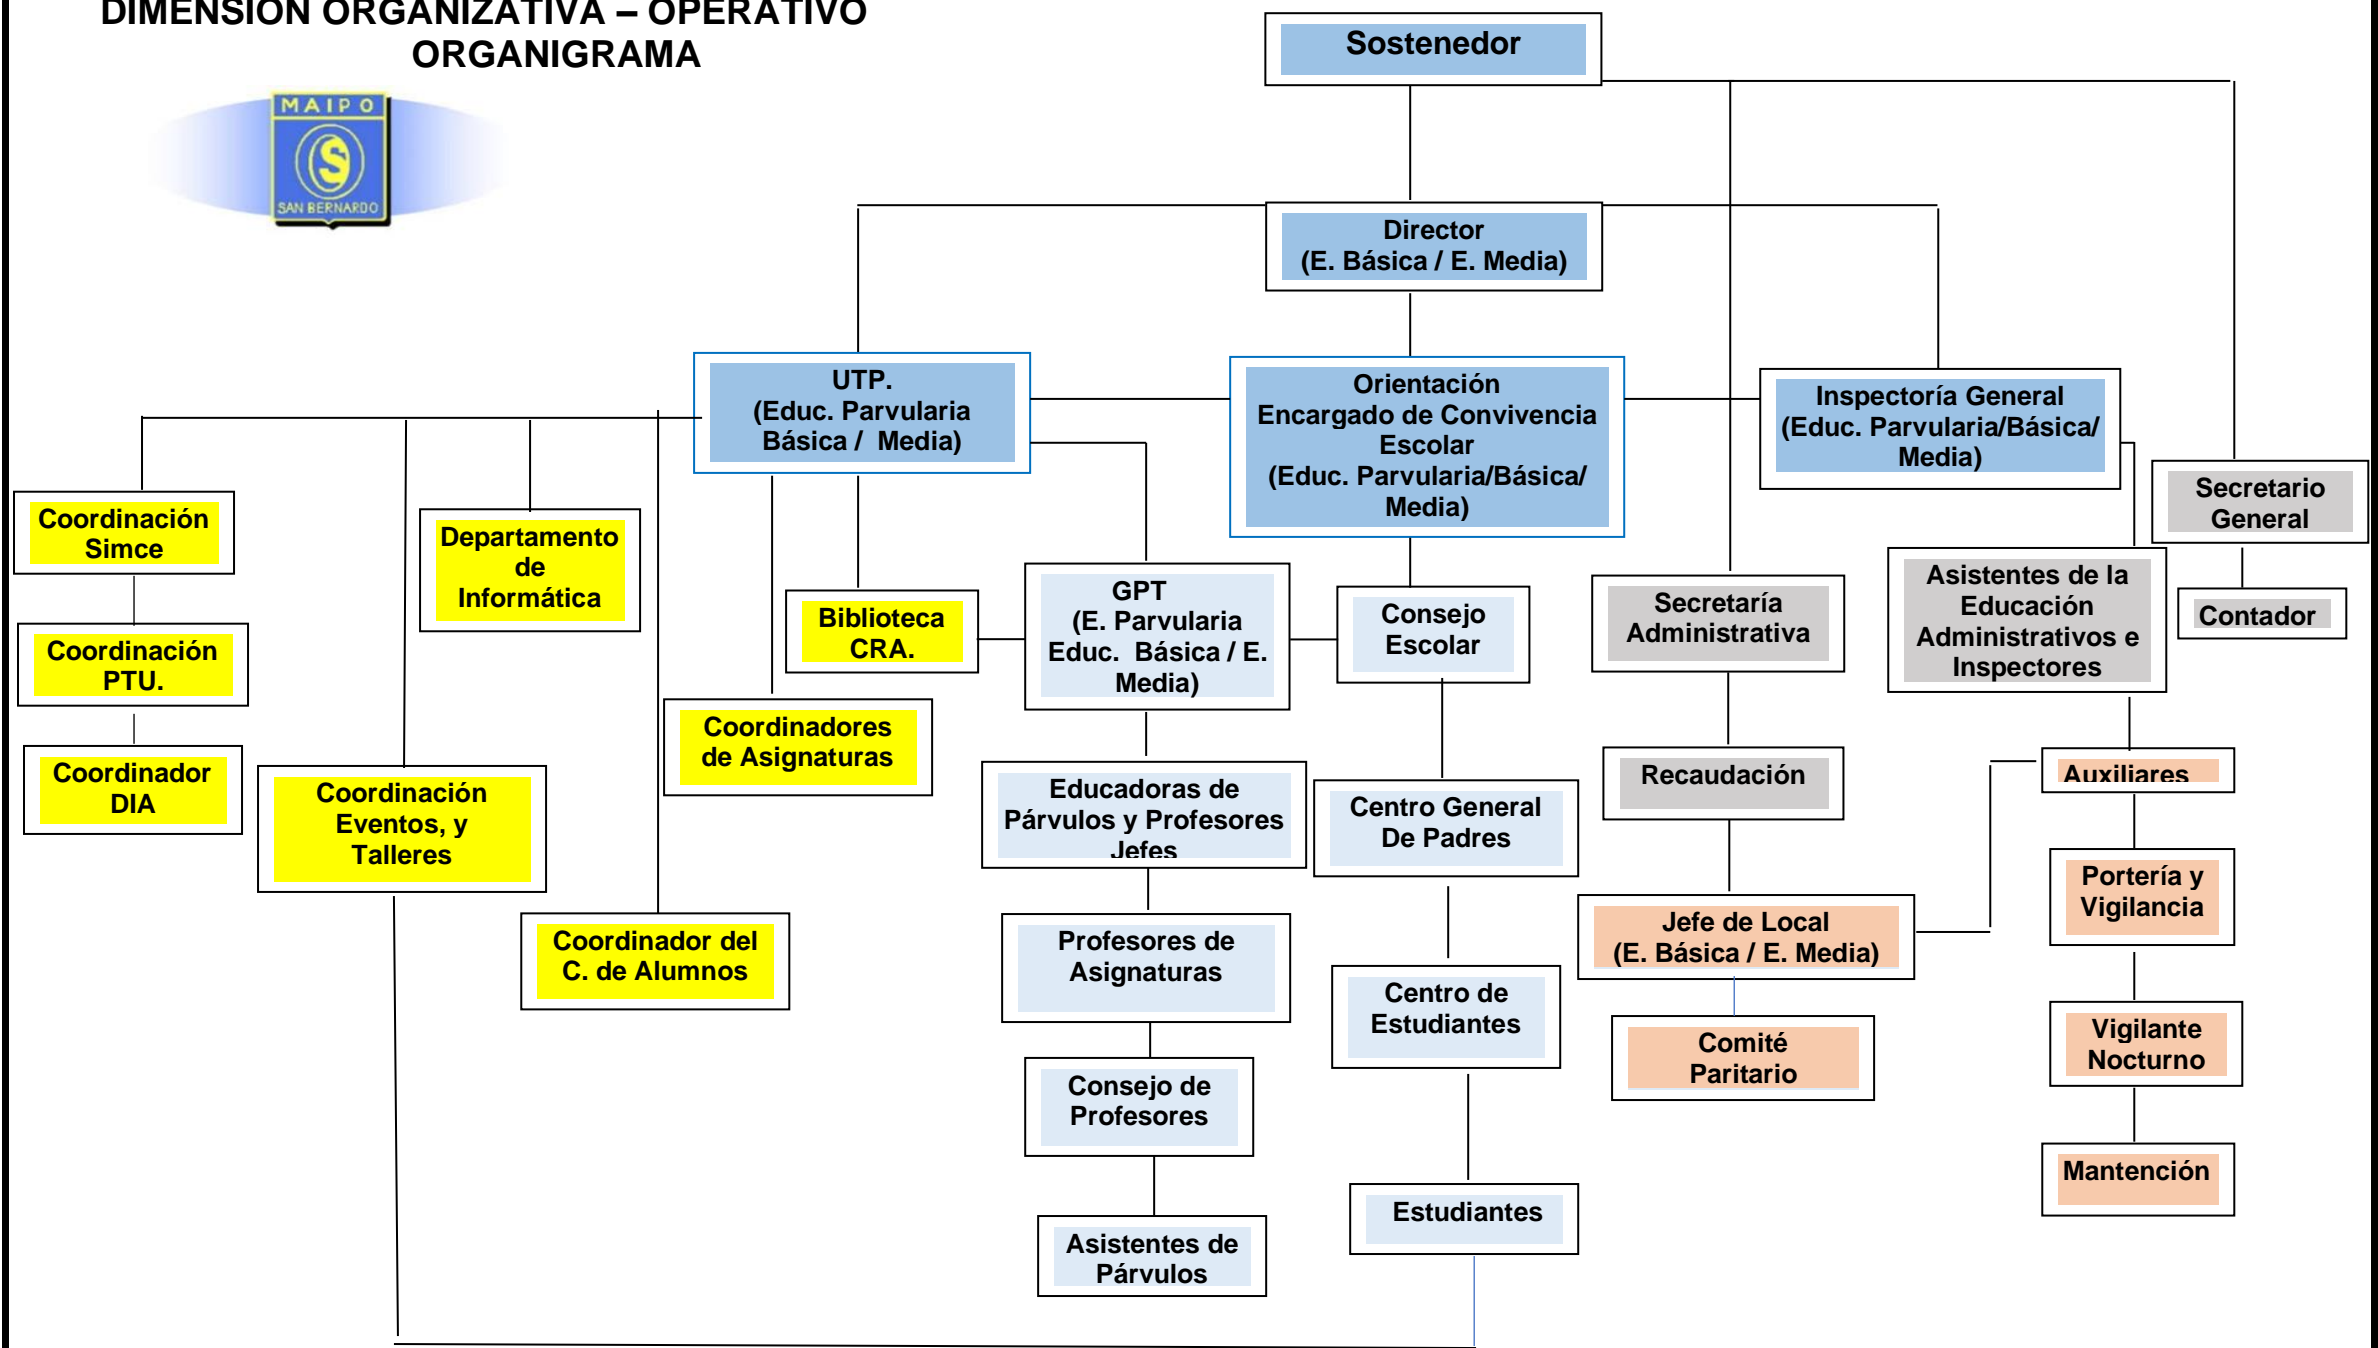 DIMENSIÓN ORGANIZATIVA – OPERATIVO
ORGANIGRAMA
MAIPO
S
SAN BERNARDO
Sostenedor
Director
(E. Básica / E. Media)
UTP.
(Educ. Parvularia
Básica / Media)
Orientación
Encargado de Convivencia
Escolar
(Educ. Parvularia/Básica/
Media)
Inspectoría General
(Educ. Parvularia/Básica/
Media)
Secretario
General
Contador
Coordinación
Simce
Coordinación
PTU.
Coordinador
DIA
Departamento
de
Informática
Coordinación
Eventos, y
Talleres
Coordinador del
C. de Alumnos
Coordinadores
de Asignaturas
Biblioteca
CRA.
GPT
(E. Parvularia
Educ. Básica / E.
Media)
Educadoras de
Párvulos y Profesores
Jefes
Profesores de
Asignaturas
Consejo de
Profesores
Asistentes de
Párvulos
Consejo
Escolar
Centro General
De Padres
Centro de
Estudiantes
Estudiantes
Secretaría
Administrativa
Recaudación
Jefe de Local
(E. Básica / E. Media)
Comité
Paritario
Asistentes de la
Educación
Administrativos e
Inspectores
Auxiliares
Portería y
Vigilancia
Vigilante
Nocturno
Mantención